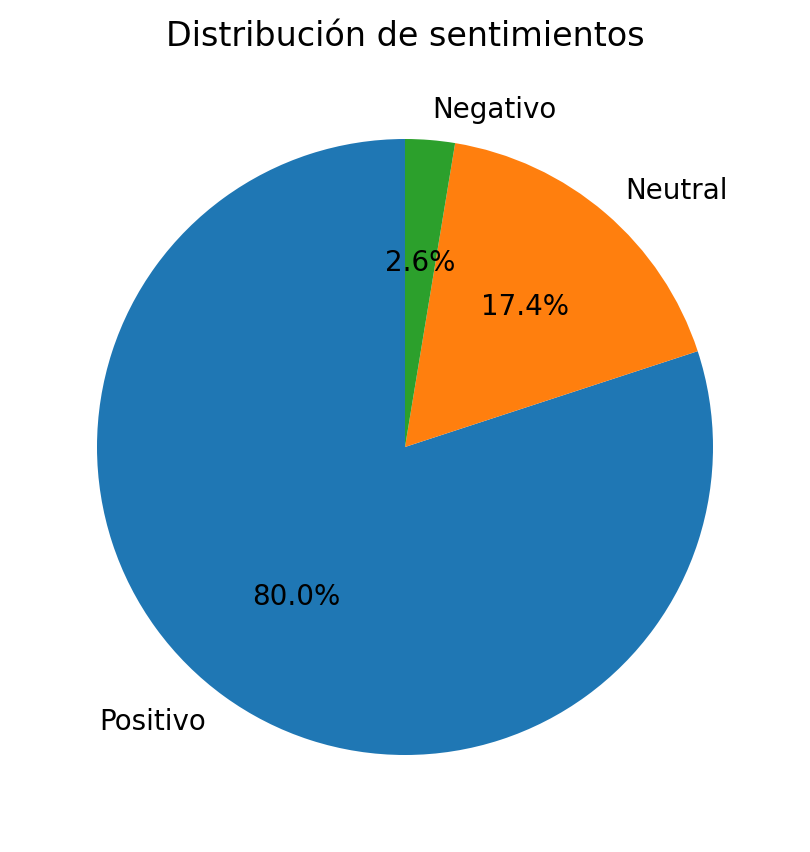 Distribución de sentimientos
Negativo
Neutral
2.6%
17.4%
80.0%
Positivo